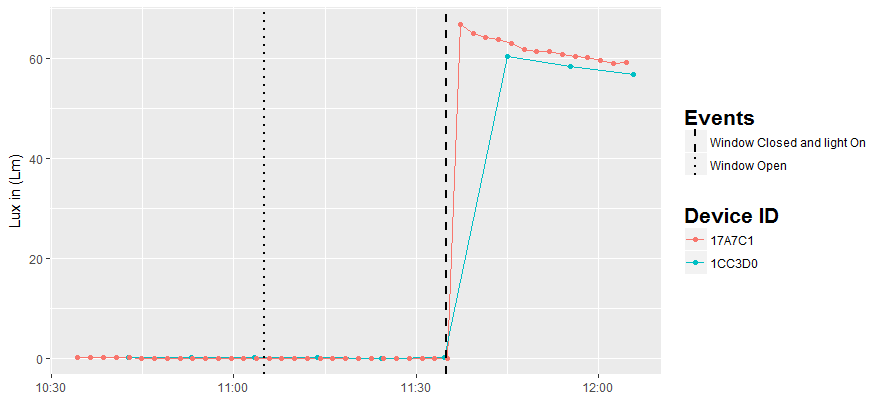 Lux in (Lm)
60
40
20
0
10:30
11:00
11:30
12:00
Events
Window Closed and light On
Window Open
Device ID
17A7C1
1CC3D0